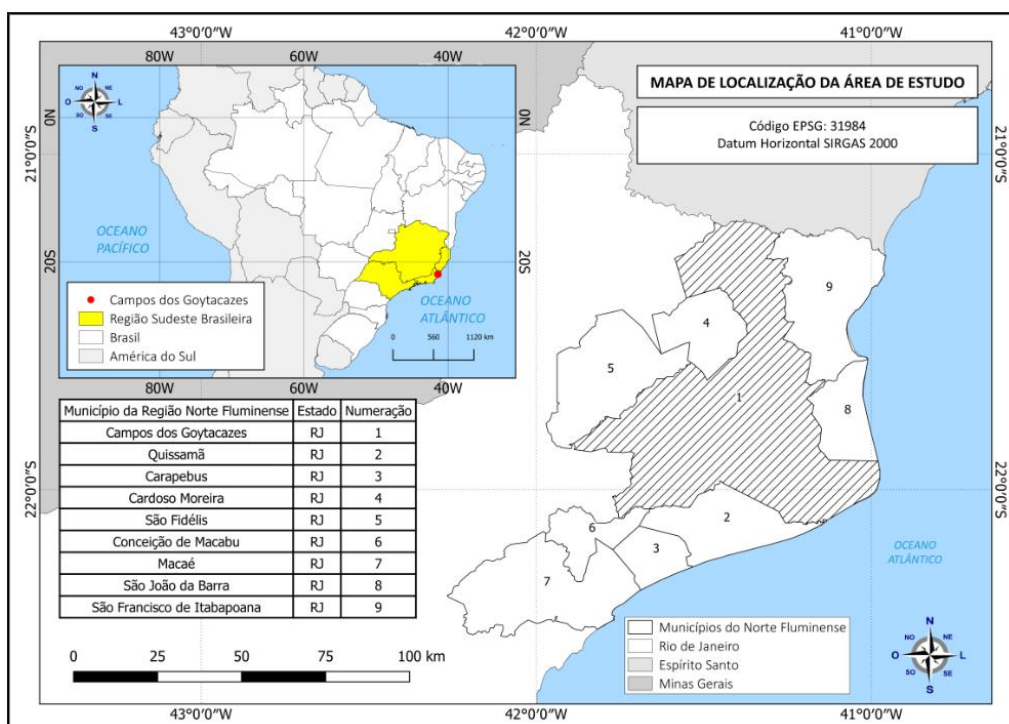 43°0'0"W 42°0'0"W 41°0'0"W
MAPA DE LOCALIZAÇÃO DA ÁREA DE ESTUDO
Código EPSG: 31984
Datum Horizontal SIRGAS 2000
80W 60W 40W
N
NO NE
O L
SO SE
S
0N 0N
21°0'0"S 21°0'0"S
OCEANO
PACÍFICO
20S 20S
OCEANO
ATLÂNTICO
Campos dos Goytacazes
Região Sudeste Brasileira
Brasil
América do Sul
0 560 1120 km
80W 60W 40W
Município da Região Norte Fluminense Estado Numeração
Campos dos Goytacazes RJ 1
Quissamã RJ 2
Carapebus RJ 3
Cardoso Moreira RJ 4
São Fidélis RJ 5
Conceição de Macabu RJ 6
Macaé RJ 7
São João da Barra RJ 8
São Francisco de Itabapoana RJ 9
9
4
5
1
8
2
6
3
7
22°0'0"S 22°0'0"S
OCEANO
ATLÂNTICO
0 25 50 75 100 km
Municípios do Norte Fluminense
Rio de Janeiro
Espírito Santo
Minas Gerais
N
NO NE
O L
SO SE
S
43°0'0"W 42°0'0"W 41°0'0"W